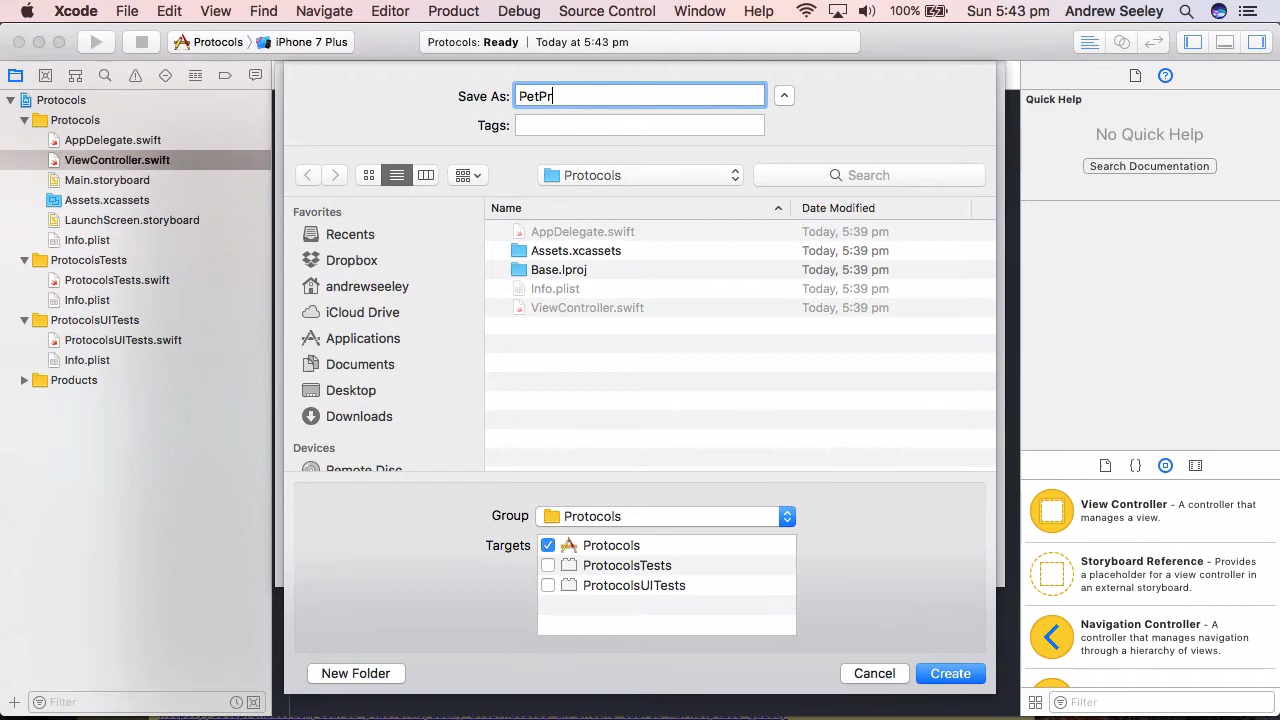 Xcode File Edit View Find Navigate Editor Product Debug Source Control Window Help 100% Sun 5:43 pm Andrew Seeley
Protocols iPhone 7 Plus Protocols: Ready Today at 5:43 pm
Protocols
Protocols
AppDelegate.swift
ViewController.swift
Main.storyboard
Assets.xcassets
LaunchScreen.storyboard
Info.plist
ProtocolsTests
ProtocolsTests.swift
Info.plist
ProtocolsUITests
ProtocolsUITests.swift
Info.plist
Products
Filter
Save As: PetPr
Tags:
Protocols Search
Favorites
Recents
Dropbox
andrewseeley
iCloud Drive
Applications
Documents
Desktop
Downloads
Devices
Remote Disc
Name Date Modified
AppDelegate.swift Today, 5:39 pm
Assets.xcassets Today, 5:39 pm
Base.lproj Today, 5:39 pm
Info.plist Today, 5:39 pm
ViewController.swift Today, 5:39 pm
Group Protocols
Targets Protocols
ProtocolsTests
ProtocolsUITests
New Folder Cancel Create
Quick Help
No Quick Help
Search Documentation
View Controller - A controller that
manages a view.
Storyboard Reference - Provides
a placeholder for a view controller in
an external storyboard.
Navigation Controller - A
controller that manages navigation
through a hierarchy of views.
Filter